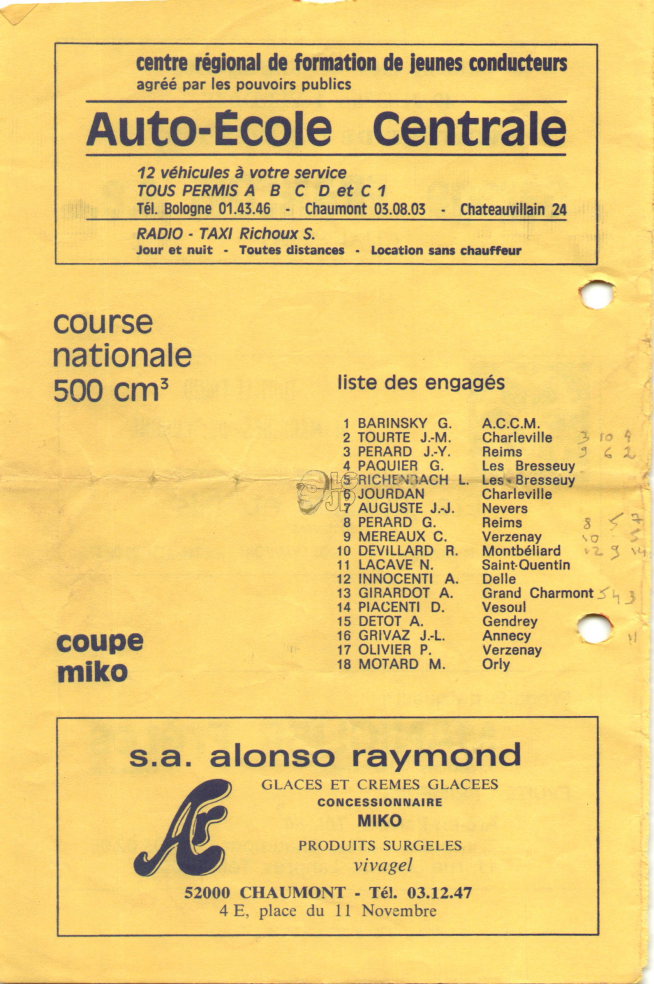 centre régional de formation de jeunes conducteurs
agréé par les pouvoirs publics
Auto-École Centrale
12 véhicules à votre service
TOUS PERMIS A B C D et C 1
Tél. Bologne 01.43.46 - Chaumont 03.08.03 - Chateauvillain 24
RADIO - TAXI Richoux S.
Jour et nuit - Toutes distances - Location sans chauffeur
course
nationale
500 cm³
liste des engagés
1 BARINSKY G. A.C.C.M.
2 TOURTE J.-M. Charleville 3 10 9
3 PERARD J.-Y. Reims 9 6 2
4 PAQUIER G. Les Bresseuy
5 RICHENBACH L. Les Bresseuy
6 JOURDAN Charleville
7 AUGUSTE J.-J. Nevers
8 PERARD G. Reims 8 5 7
9 MEREAUX C. Verzenay 10
10 DEVILLARD R. Montbéliard 12 9 14
11 LACAVE N. Saint-Quentin
12 INNOCENTI A. Delle
13 GIRARDOT A. Grand Charmont 5 4 3
14 PIACENTI D. Vesoul
15 DETOT A. Gendrey
16 GRIVAZ J.-L. Annecy 11
17 OLIVIER P. Verzenay
18 MOTARD M. Orly
coupe
miko
s.a. alonso raymond
GLACES ET CREMES GLACEES
CONCESSIONNAIRE
MIKO
Ar
PRODUITS SURGELES
vivagel
52000 CHAUMONT - Tél. 03.12.47
4 E, place du 11 Novembre